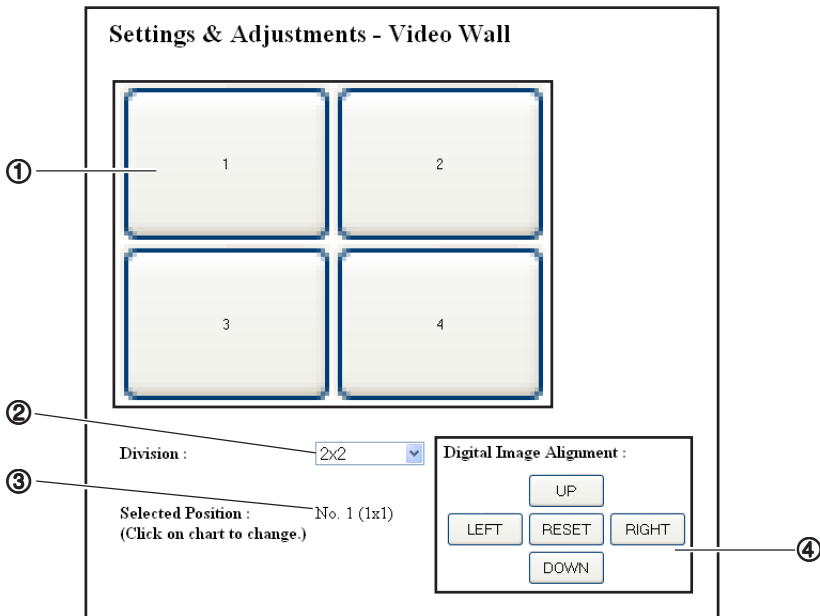 Settings & Adjustments - Video Wall
① 1 2
3 4
②
Division : 2x2 Digital Image Alignment :
③ UP
Selected Position : No. 1 (1x1)
(Click on chart to change.) LEFT RESET RIGHT
④
DOWN